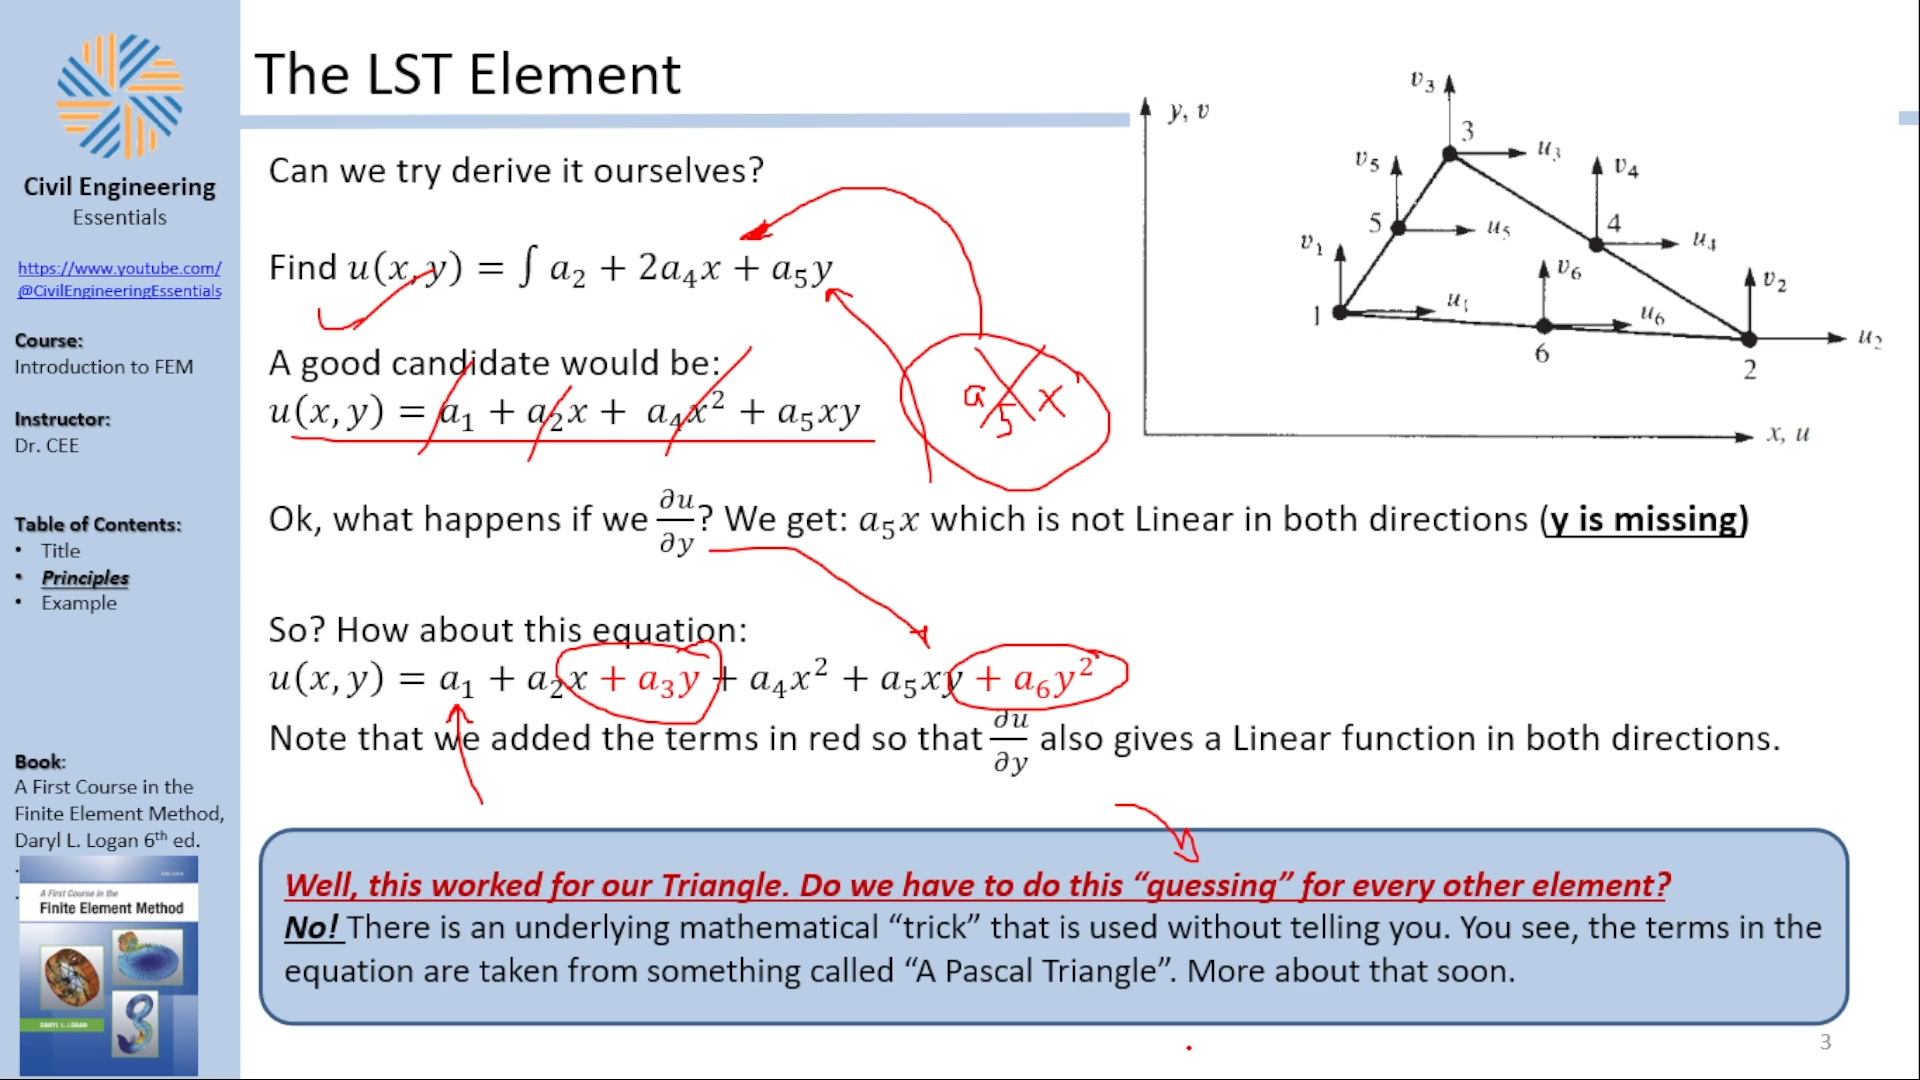 Civil Engineering
Essentials
https://www.youtube.com/
@CivilEngineeringEssentials
Course:
Introduction to FEM
Instructor:
Dr. CEE
Table of Contents:
• Title
• Principles
• Example
Book:
A First Course in the
Finite Element Method,
Daryl L. Logan 6th ed.
A First Course in the
Finite Element Method
DARYL L. LOGAN
The LST Element
Can we try derive it ourselves?
Find u(x, y) = ∫ a₂ + 2a₄x + a₅y
A good candidate would be:
u(x, y) = a₁ + a₂x + a₄x² + a₅xy
a₅ x
Ok, what happens if we ∂u/∂y? We get: a₅x which is not Linear in both directions (y is missing)
So? How about this equation:
u(x, y) = a₁ + a₂x + a₃y + a₄x² + a₅xy + a₆y²
Note that we added the terms in red so that ∂u/∂y also gives a Linear function in both directions.
Well, this worked for our Triangle. Do we have to do this “guessing” for every other element?
No! There is an underlying mathematical “trick” that is used without telling you. You see, the terms in the
equation are taken from something called “A Pascal Triangle”. More about that soon.
y, v
v₃
3
u₃
v₅
v₄
5
u₅
4
u₄
v₁
v₆
v₂
1
u₁
u₆
u₂
6
2
x, u
3